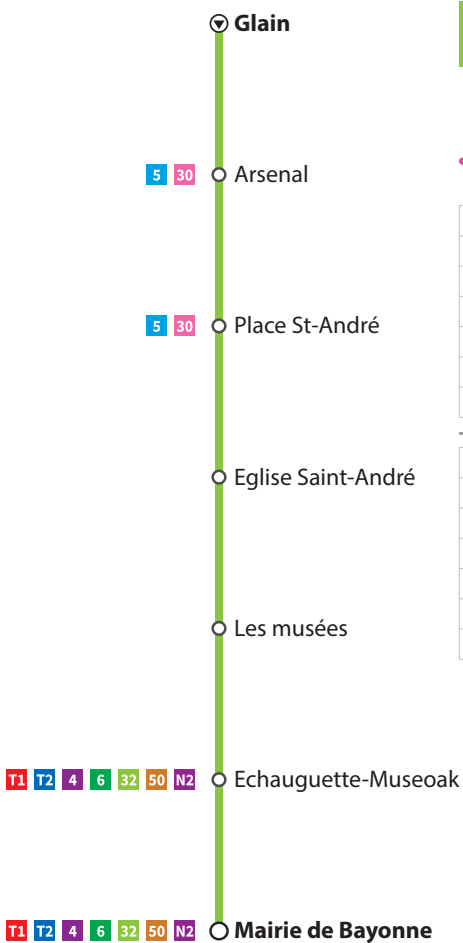 Glain
5 30 Arsenal
5 30 Place St-André
Eglise Saint-André
Les musées
T1 T2 4 6 32 50 N2 Echauguette-Museoak
T1 T2 4 6 32 50 N2 Mairie de Bayonne